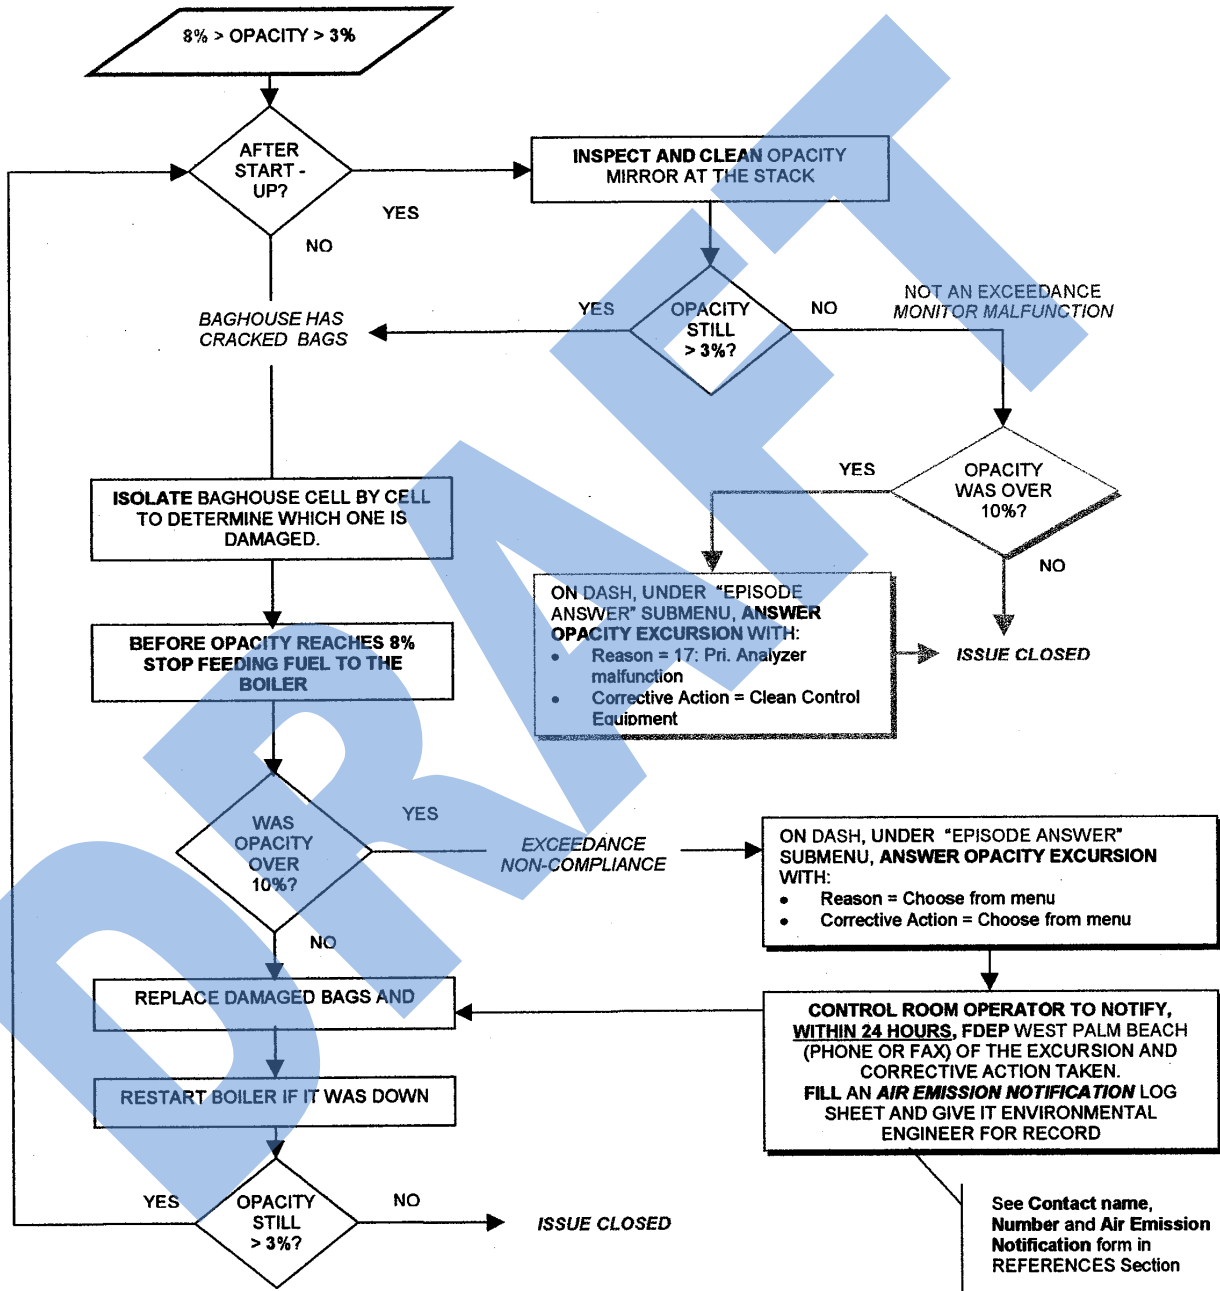 8% > OPACITY > 3%
AFTER
START -
UP?
YES
NO
INSPECT AND CLEAN OPACITY
MIRROR AT THE STACK
OPACITY
STILL
> 3%?
YES
NO
NOT AN EXCEEDANCE
MONITOR MALFUNCTION
BAGHOUSE HAS
CRACKED BAGS
OPACITY
WAS OVER
10%?
YES
NO
ISOLATE BAGHOUSE CELL BY CELL
TO DETERMINE WHICH ONE IS
DAMAGED.
ON DASH, UNDER “EPISODE
ANSWER” SUBMENU, ANSWER
OPACITY EXCURSION WITH:
• Reason = 17: Pri. Analyzer
malfunction
• Corrective Action = Clean Control
Equipment
ISSUE CLOSED
BEFORE OPACITY REACHES 8%
STOP FEEDING FUEL TO THE
BOILER
WAS
OPACITY
OVER
10%?
YES
NO
EXCEEDANCE
NON-COMPLIANCE
ON DASH, UNDER “EPISODE ANSWER”
SUBMENU, ANSWER OPACITY EXCURSION
WITH:
• Reason = Choose from menu
• Corrective Action = Choose from menu
REPLACE DAMAGED BAGS AND
CONTROL ROOM OPERATOR TO NOTIFY,
WITHIN 24 HOURS, FDEP WEST PALM BEACH
(PHONE OR FAX) OF THE EXCURSION AND
CORRECTIVE ACTION TAKEN.
FILL AN AIR EMISSION NOTIFICATION LOG
SHEET AND GIVE IT ENVIRONMENTAL
ENGINEER FOR RECORD
RESTART BOILER IF IT WAS DOWN
OPACITY
STILL
> 3%?
YES
NO
ISSUE CLOSED
See Contact name,
Number and Air Emission
Notification form in
REFERENCES Section
DRAFT